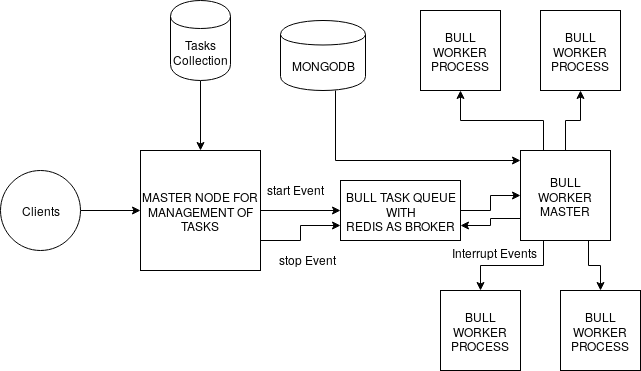 Tasks
Collection
MONGODB
BULL
WORKER
PROCESS
BULL
WORKER
PROCESS
Clients
MASTER NODE FOR
MANAGEMENT OF
TASKS
start Event
stop Event
BULL TASK QUEUE
WITH
REDIS AS BROKER
BULL
WORKER
MASTER
Interrupt Events
BULL
WORKER
PROCESS
BULL
WORKER
PROCESS